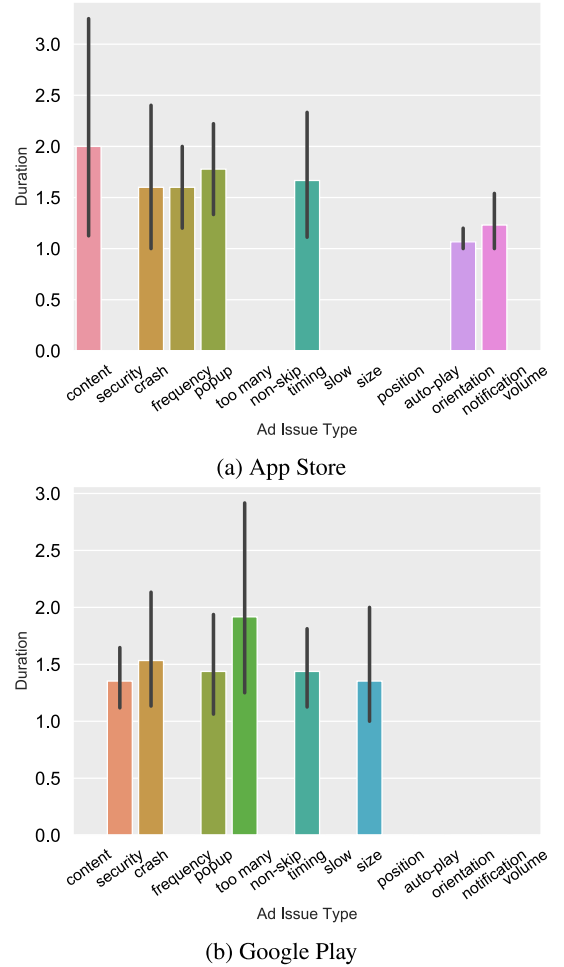 3.0
2.5
2.0
1.5
1.0
0.5
0.0
Duration
content
security
crash
frequency
popup
too many
non-skip
timing
slow
size
position
auto-play
orientation
notification
volume
Ad Issue Type
(a) App Store
3.0
2.5
2.0
1.5
1.0
0.5
0.0
Duration
content
security
crash
frequency
popup
too many
non-skip
timing
slow
size
position
auto-play
orientation
notification
volume
Ad Issue Type
(b) Google Play